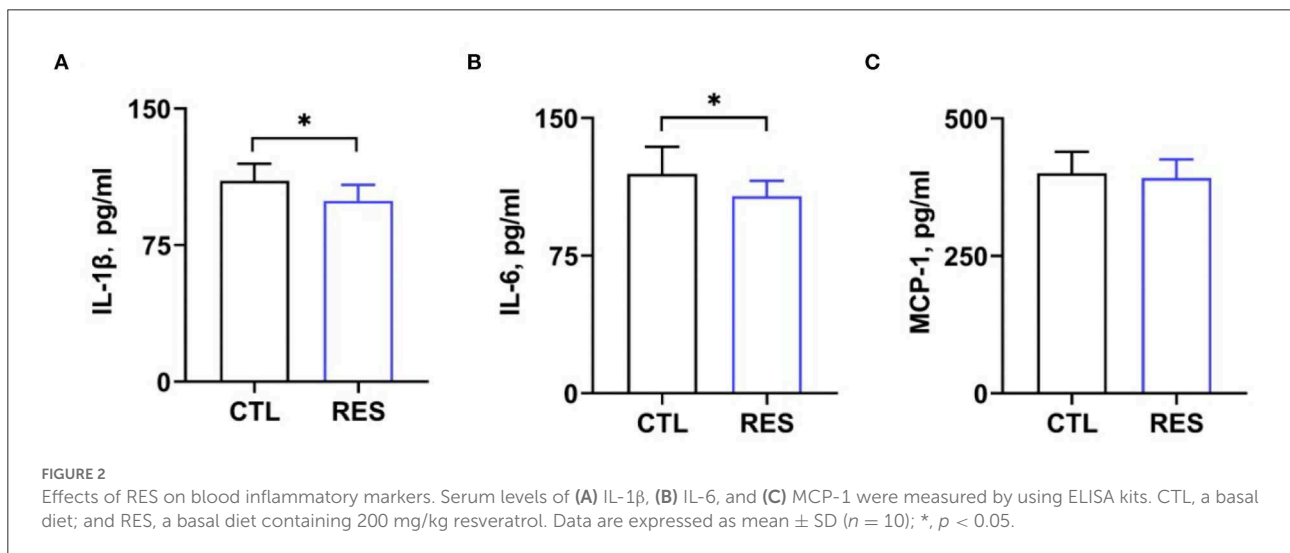 A
B
C
150
75
0
IL-1β, pg/ml
*
CTL RES
150
75
0
IL-6, pg/ml
*
CTL RES
500
250
0
MCP-1, pg/ml
CTL RES
FIGURE 2
Effects of RES on blood inflammatory markers. Serum levels of (A) IL-1β, (B) IL-6, and (C) MCP-1 were measured by using ELISA kits. CTL, a basal
diet; and RES, a basal diet containing 200 mg/kg resveratrol. Data are expressed as mean ± SD (n = 10); *, p < 0.05.